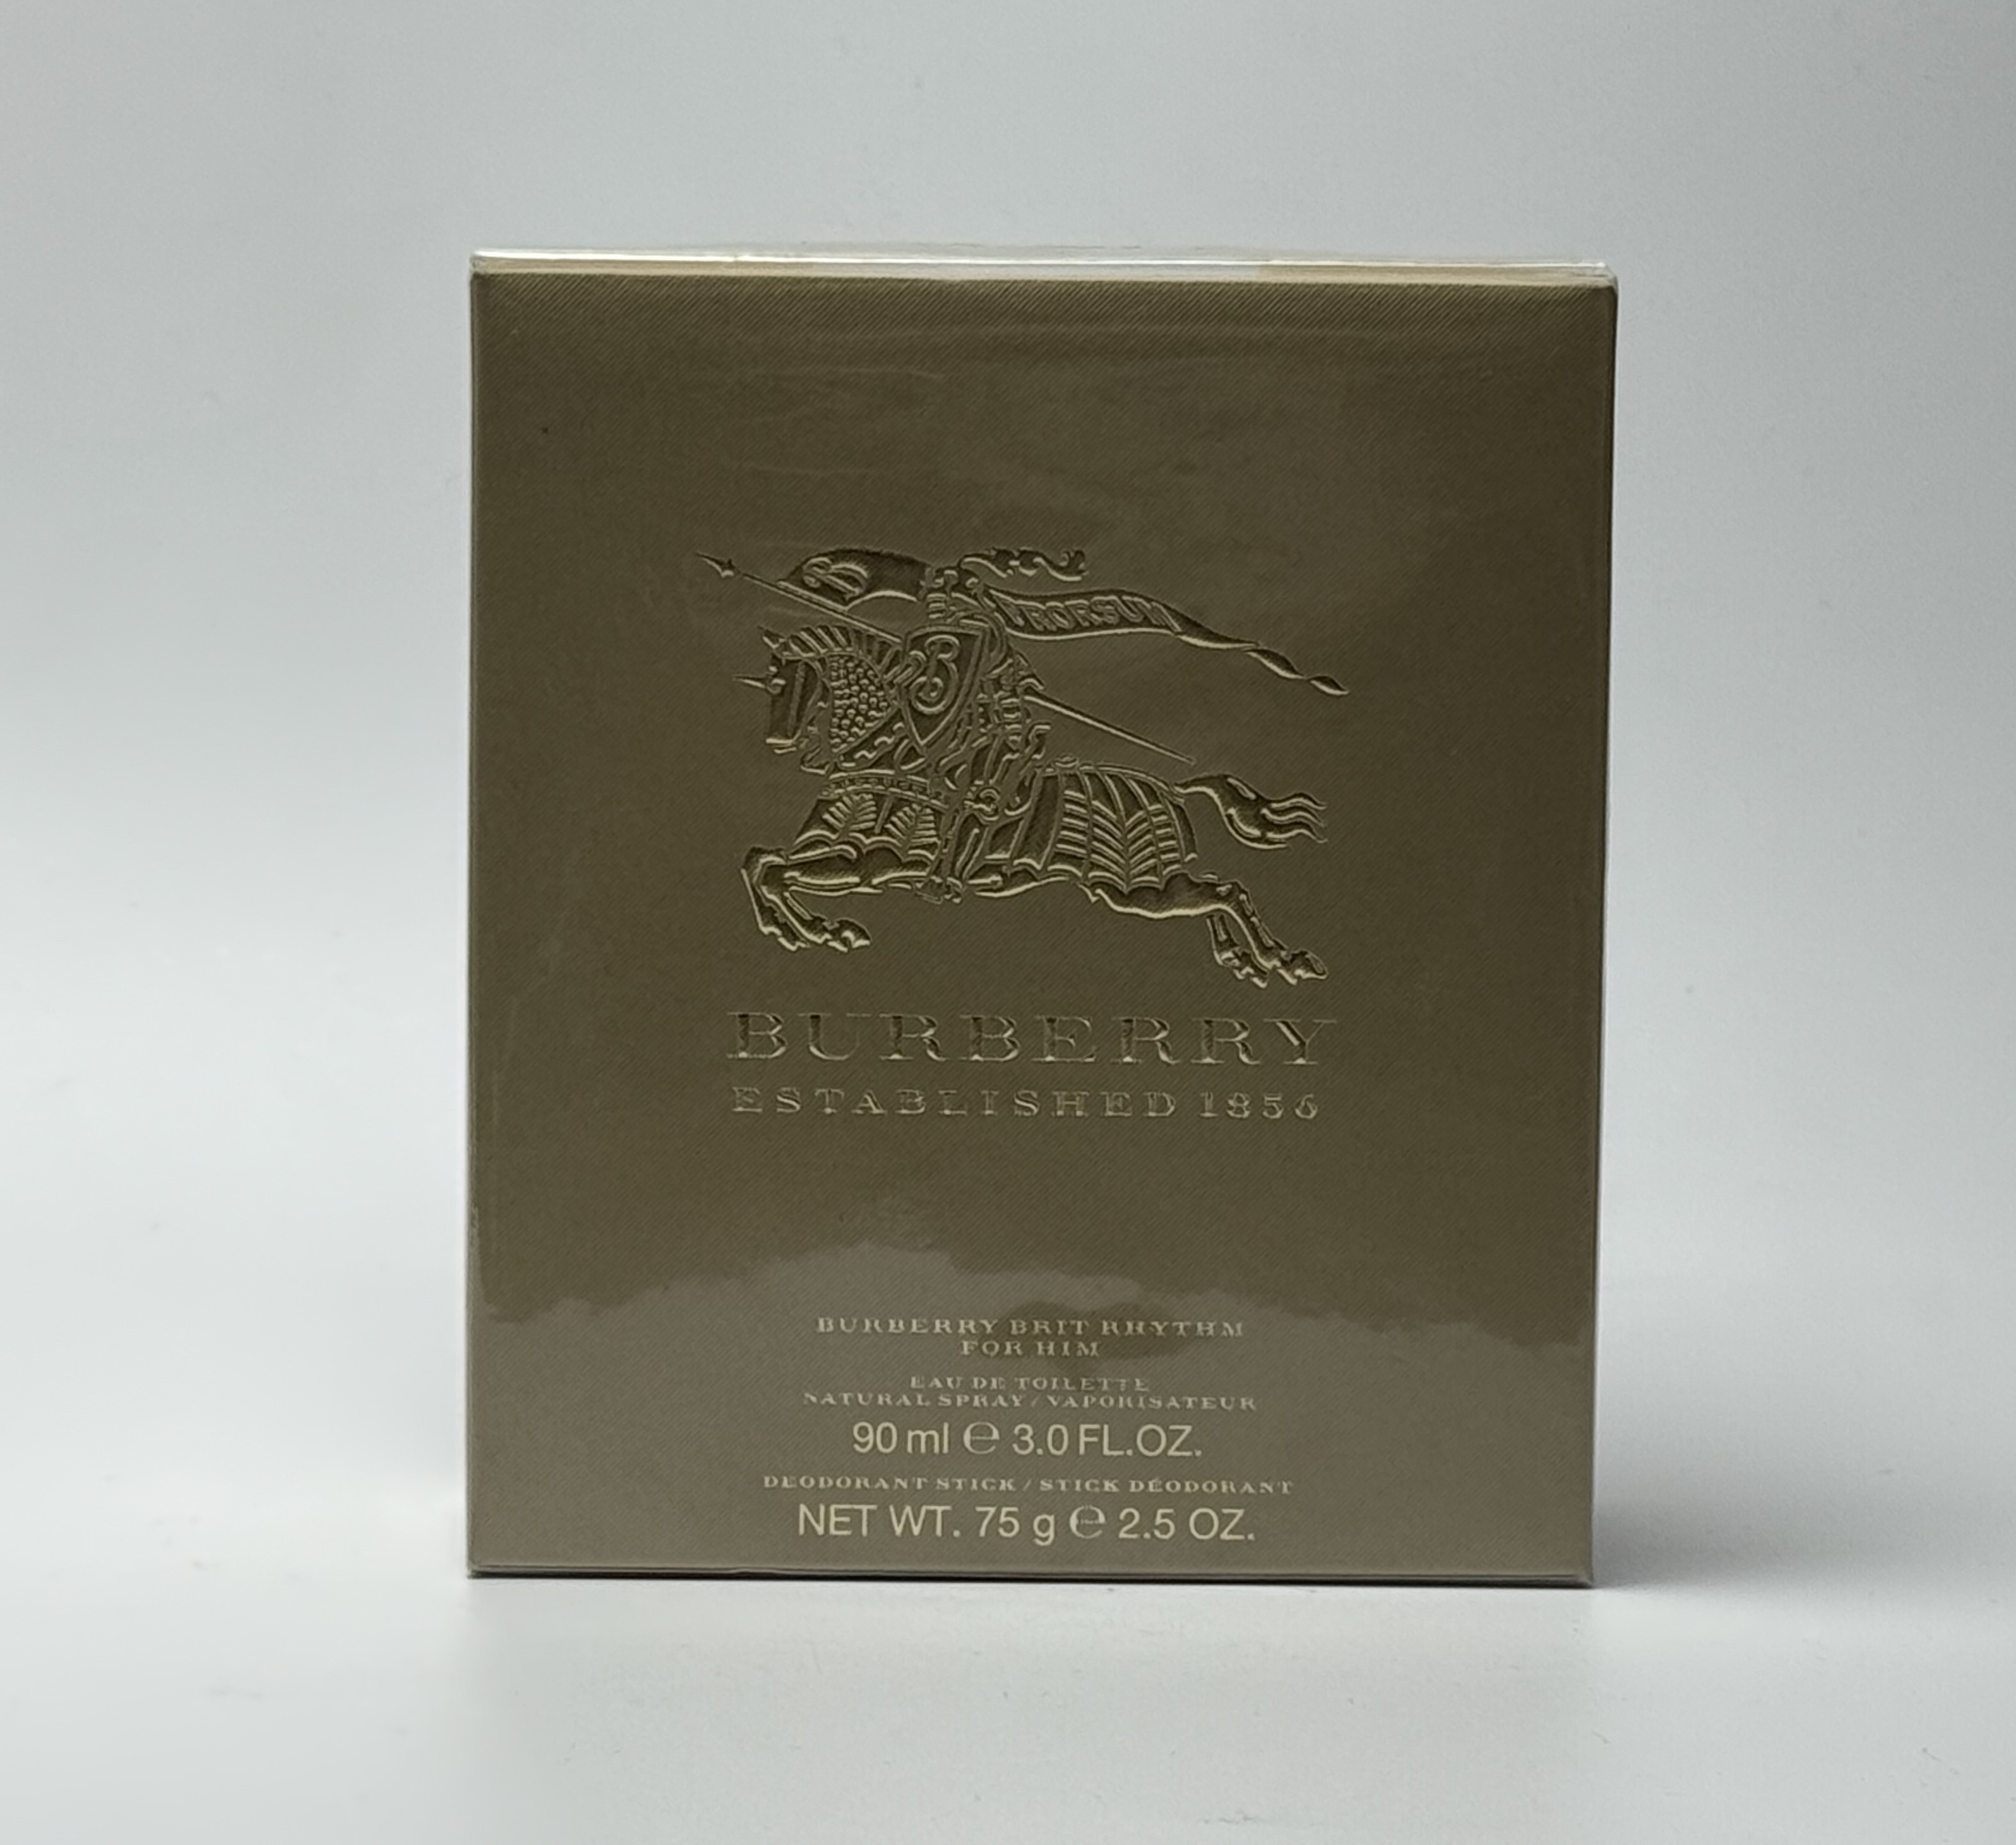 B
PRORSUM
B
BURBERRY
ESTABLISHED 1856
BURBERRY BRIT RHYTHM
FOR HIM
EAU DE TOILETTE
NATURAL SPRAY / VAPORISATEUR
90 ml ℮ 3.0 FL.OZ.
DEODORANT STICK / STICK DÉODORANT
NET WT. 75 g ℮ 2.5 OZ.